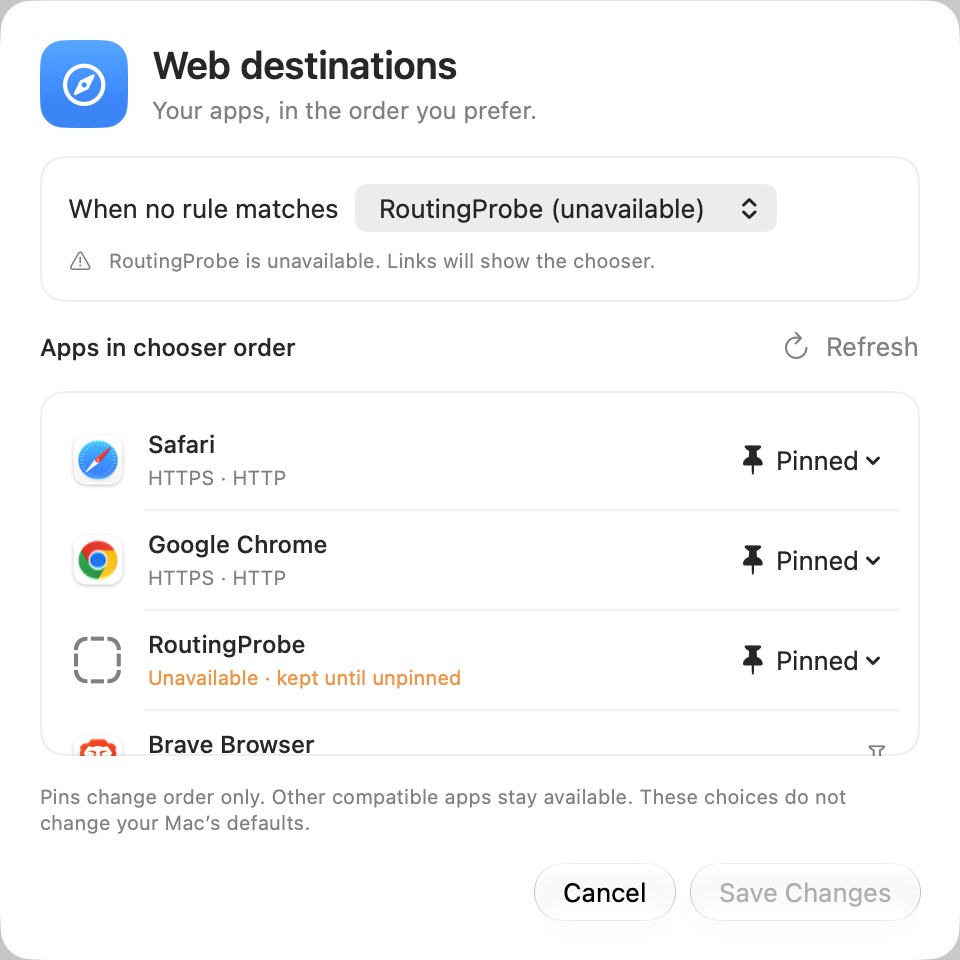 Web destinations
Your apps, in the order you prefer.
When no rule matches RoutingProbe (unavailable)
RoutingProbe is unavailable. Links will show the chooser.
Apps in chooser order Refresh
Safari
HTTPS · HTTP
Pinned
Google Chrome
HTTPS · HTTP
Pinned
RoutingProbe
Unavailable · kept until unpinned
Pinned
Brave Browser
Pins change order only. Other compatible apps stay available. These choices do not
change your Mac’s defaults.
Cancel Save Changes